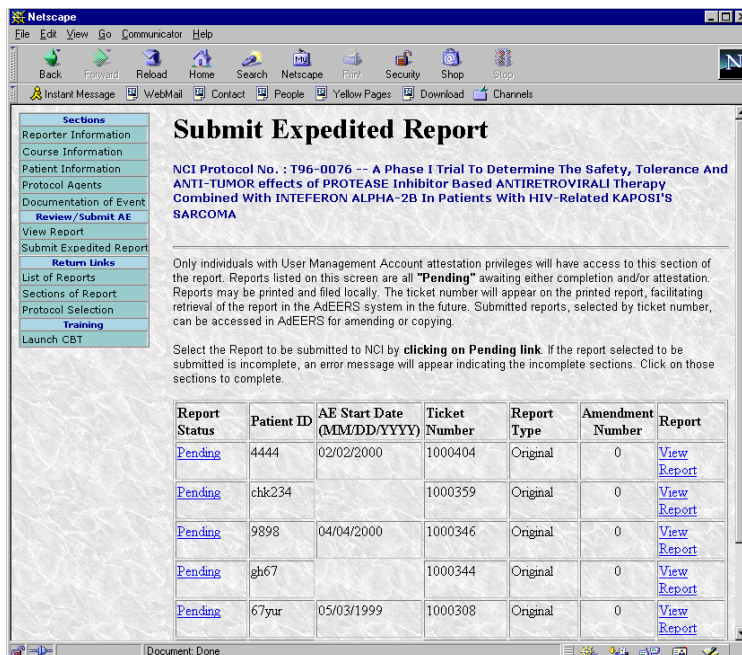 Netscape
File Edit View Go Communicator Help
Back Forward Reload Home Search Netscape Print Security Shop Stop
Instant Message WebMail Contact People Yellow Pages Download Channels
Sections
Reporter Information
Course Information
Patient Information
Protocol Agents
Documentation of Event
Review/Submit AE
View Report
Submit Expedited Report
Return Links
List of Reports
Sections of Report
Protocol Selection
Training
Launch CBT
Submit Expedited Report
NCI Protocol No. : T96-0076 -- A Phase I Trial To Determine The Safety, Tolerance And
ANTI-TUMOR effects of PROTEASE Inhibitor Based ANTIRETROVIRALl Therapy
Combined With INTEFERON ALPHA-2B In Patients With HIV-Related KAPOSI'S
SARCOMA
Only individuals with User Management Account attestation privileges will have access to this section of
the report. Reports listed on this screen are all "Pending" awaiting either completion and/or attestation.
Reports may be printed and filed locally. The ticket number will appear on the printed report, facilitating
retrieval of the report in the AdEERS system in the future. Submitted reports, selected by ticket number,
can be accessed in AdEERS for amending or copying.
Select the Report to be submitted to NCI by clicking on Pending link. If the report selected to be
submitted is incomplete, an error message will appear indicating the incomplete sections. Click on those
sections to complete.
Report Status Patient ID AE Start Date (MM/DD/YYYY) Ticket Number Report Type Amendment Number Report
Pending 4444 02/02/2000 1000404 Original 0 View Report
Pending chk234 1000359 Original 0 View Report
Pending 9898 04/04/2000 1000346 Original 0 View Report
Pending gh67 1000344 Original 0 View Report
Pending 67yur 05/03/1999 1000308 Original 0 View Report
Document: Done